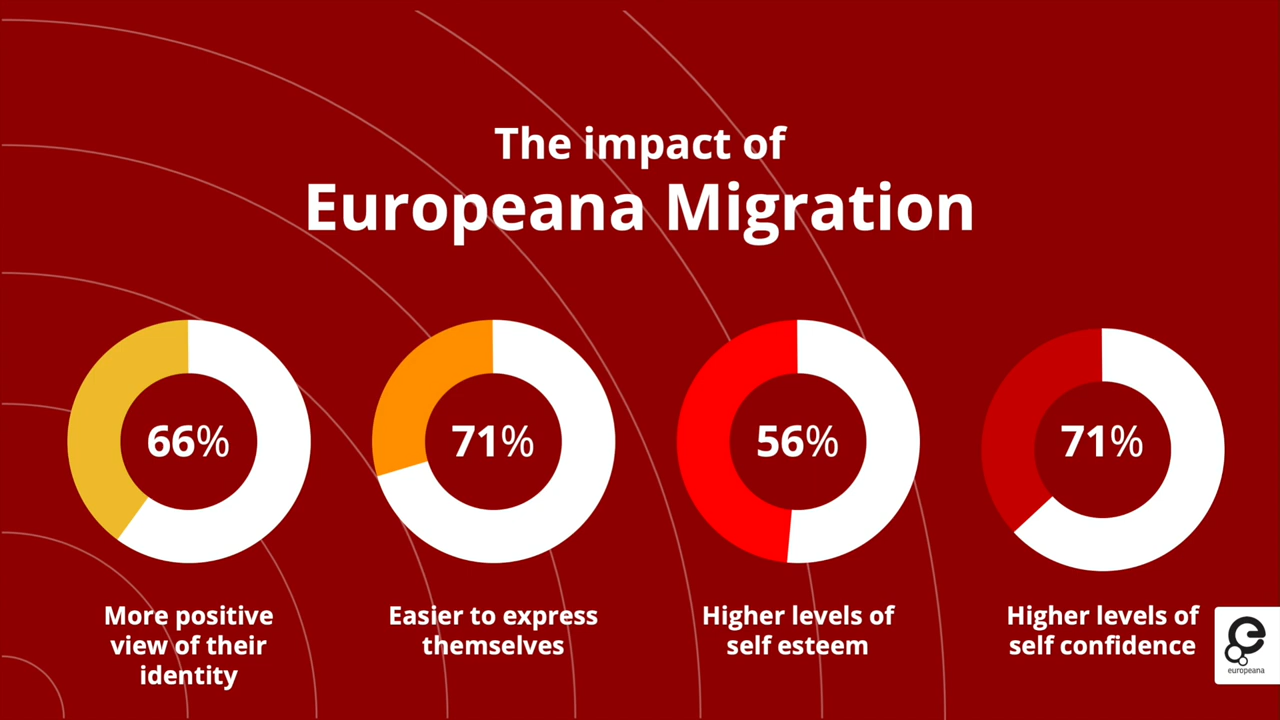 The impact of
Europeana Migration
66%
71%
56%
71%
More positive
view of their
identity
Easier to express
themselves
Higher levels of
self esteem
Higher levels of
self confidence
europeana